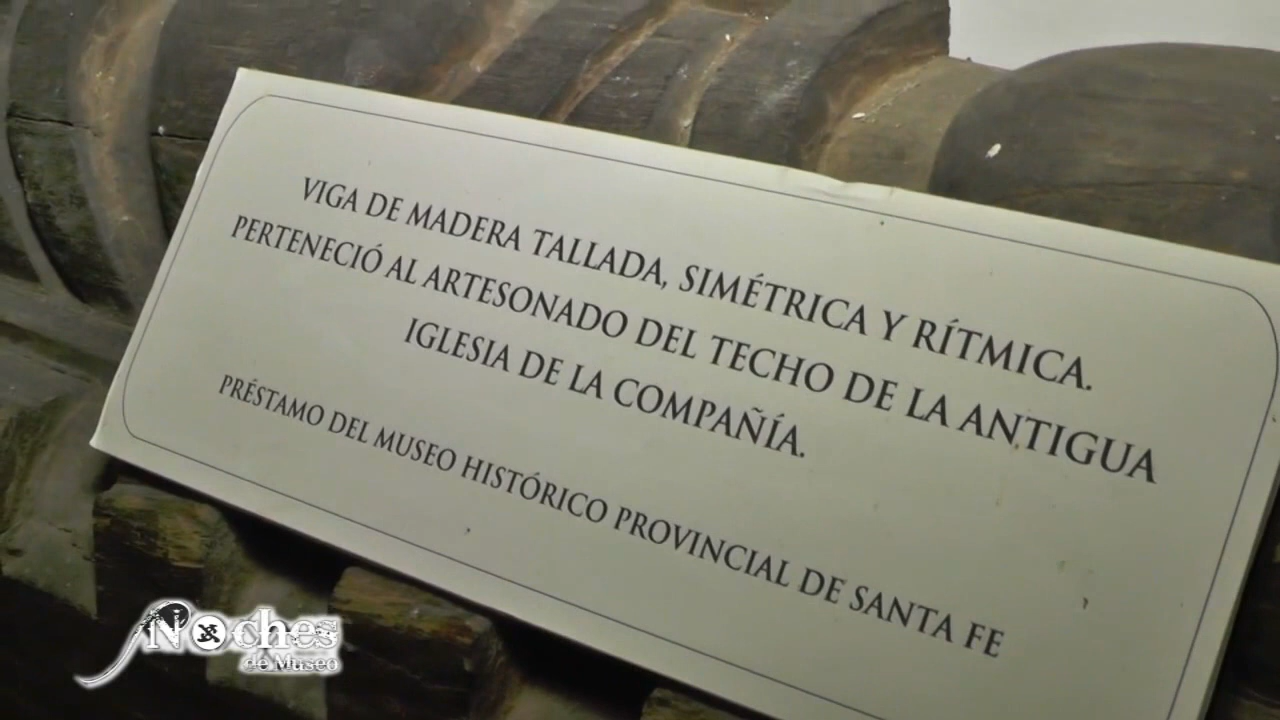 VIGA DE MADERA TALLADA, SIMÉTRICA Y RÍTMICA.
PERTENECIÓ AL ARTESONADO DEL TECHO DE LA ANTIGUA
IGLESIA DE LA COMPAÑÍA.
PRÉSTAMO DEL MUSEO HISTÓRICO PROVINCIAL DE SANTA FE
Noches
de Museo